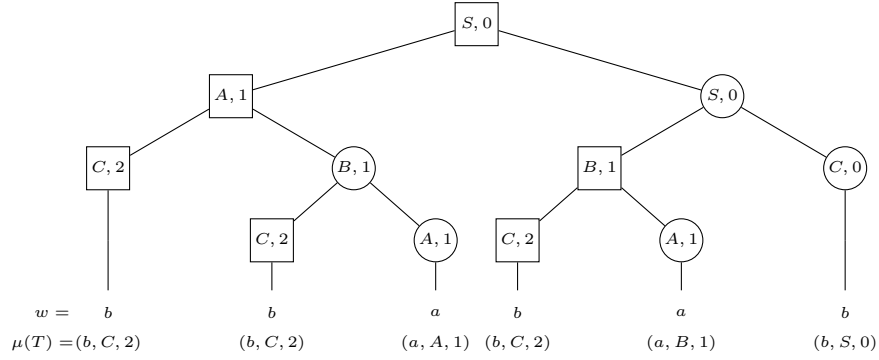 S, 0
A, 1 S, 0
C, 2 B, 1 B, 1 C, 0
C, 2 A, 1 C, 2 A, 1
w = b b a b a b
μ(T) = (b, C, 2) (b, C, 2) (a, A, 1) (b, C, 2) (a, B, 1) (b, S, 0)